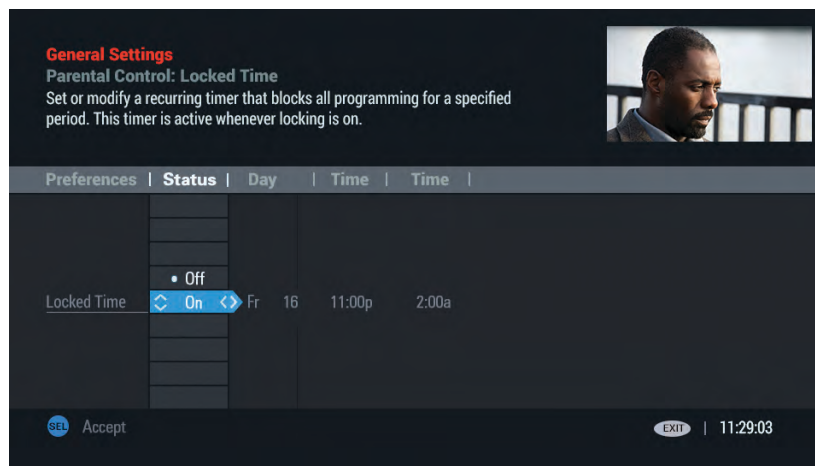 General Settings
Parental Control: Locked Time
Set or modify a recurring timer that blocks all programming for a specified
period. This timer is active whenever locking is on.
Preferences | Status | Day | Time | Time |
• Off
Locked Time On Fr 16 11:00p 2:00a
SEL Accept EXIT | 11:29:03